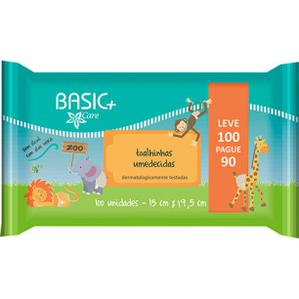 BASIC+
Care
LEVE
100
PAGUE
90
toalhinhas
umedecidas
dermatologicamente testadas
ZOO
100 unidades - 15 cm x 19,5 cm